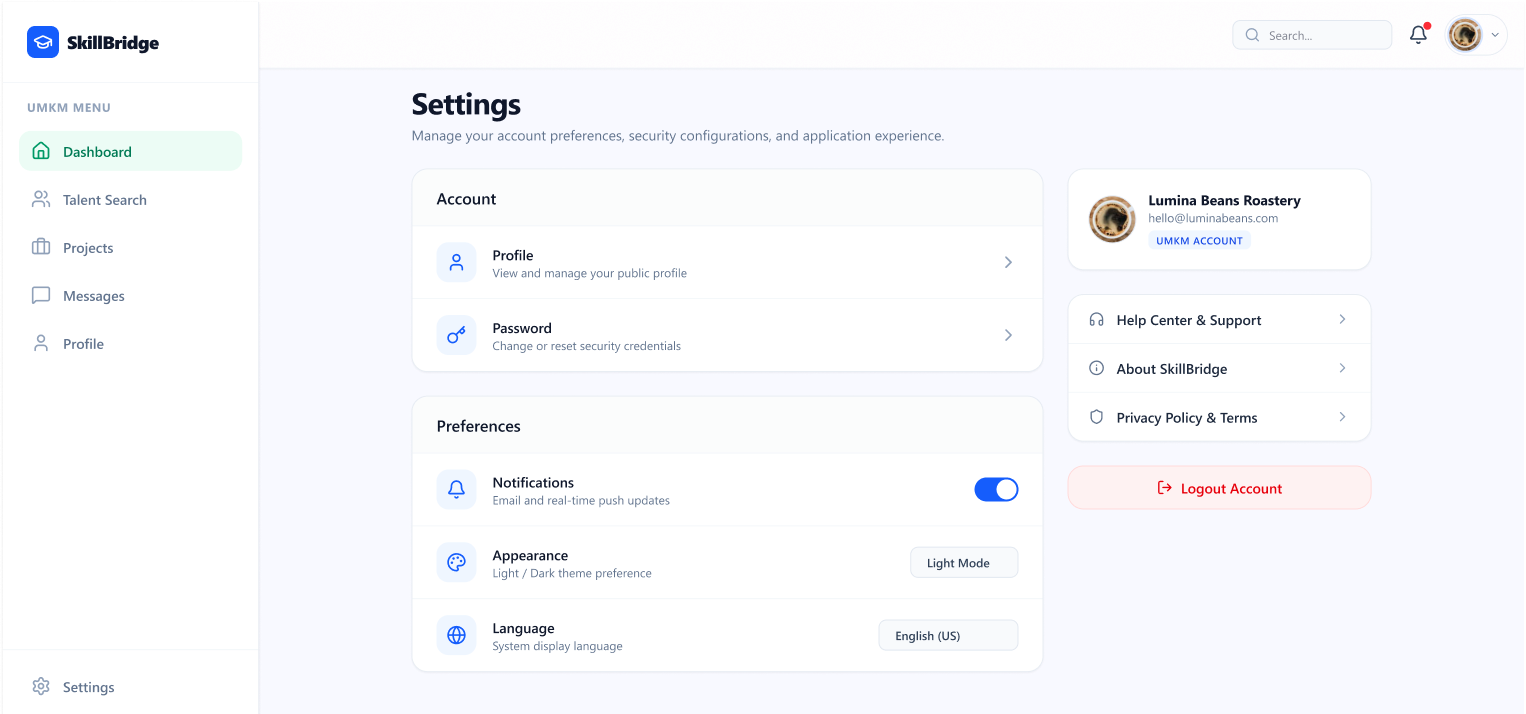 SkillBridge
Search...
UMKM MENU
Dashboard
Talent Search
Projects
Messages
Profile
Settings
Settings
Manage your account preferences, security configurations, and application experience.
Account
Profile
View and manage your public profile
Password
Change or reset security credentials
Preferences
Notifications
Email and real-time push updates
Appearance
Light / Dark theme preference
Light Mode
Language
System display language
English (US)
Lumina Beans Roastery
hello@luminabeans.com
UMKM ACCOUNT
Help Center & Support
About SkillBridge
Privacy Policy & Terms
Logout Account